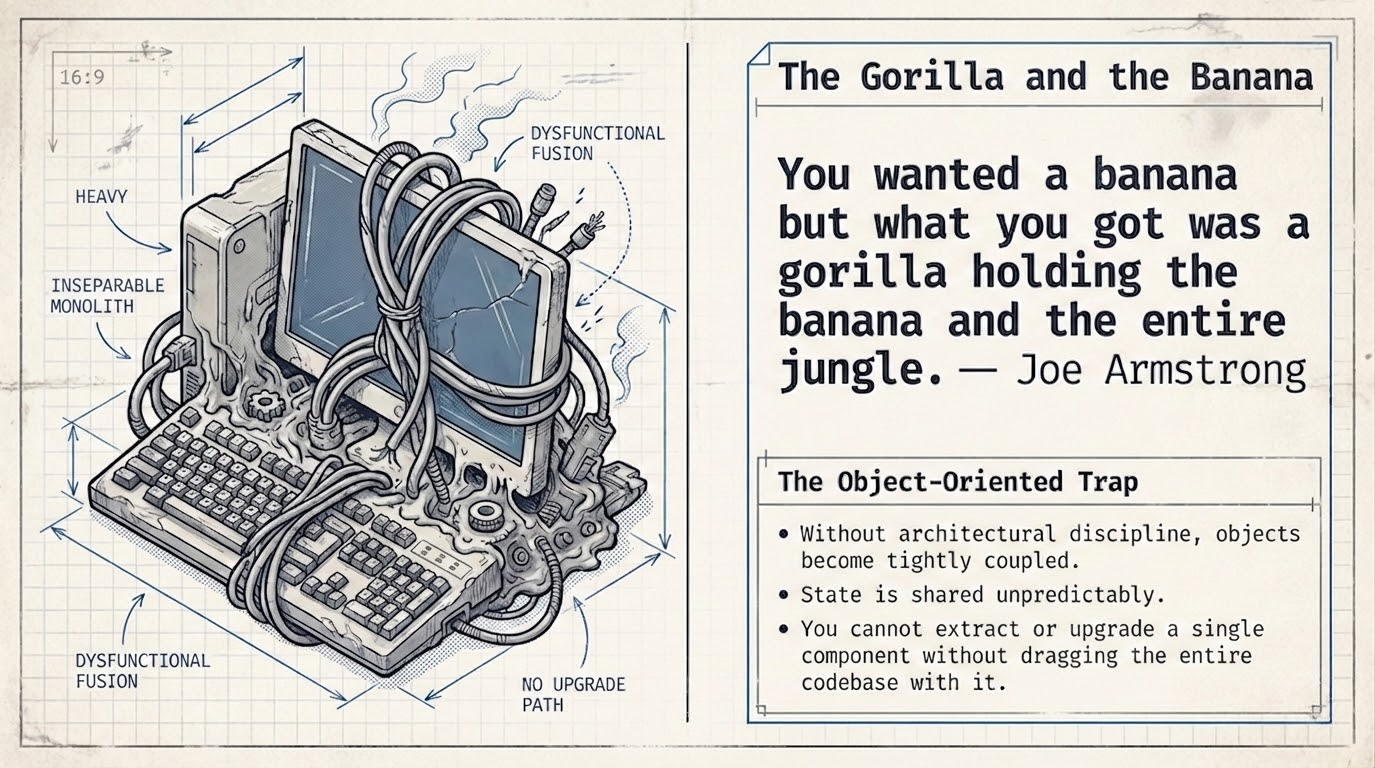 16:9
HEAVY
INSEPARABLE
MONOLITH
DYSFUNCTIONAL
FUSION
DYSFUNCTIONAL
FUSION
NO UPGRADE
PATH
The Gorilla and the Banana
You wanted a banana
but what you got was a
gorilla holding the
banana and the entire
jungle. — Joe Armstrong
The Object-Oriented Trap
• Without architectural discipline, objects
become tightly coupled.
• State is shared unpredictably.
• You cannot extract or upgrade a single
component without dragging the entire
codebase with it.